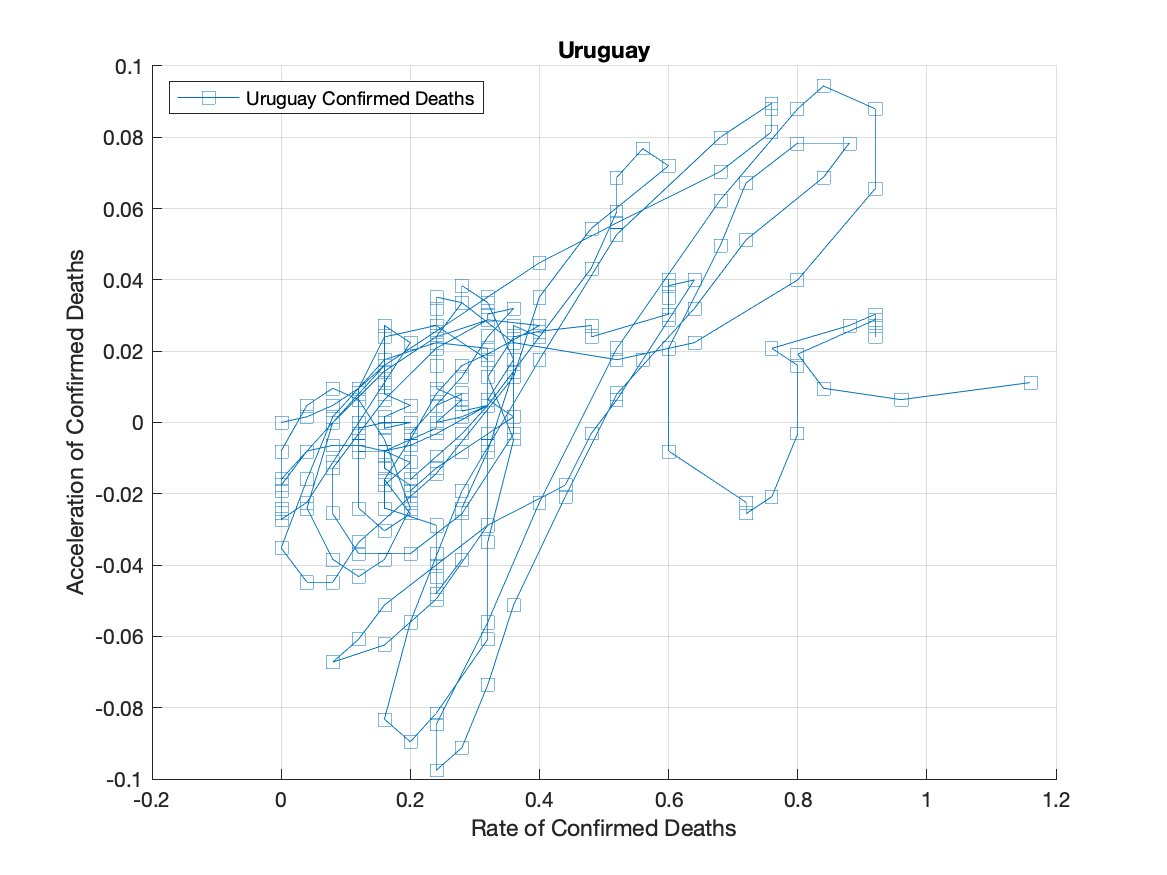 Uruguay
0.1
Uruguay Confirmed Deaths
0.08
0.06
0.04
0.02
0
-0.02
-0.04
-0.06
-0.08
-0.1
Acceleration of Confirmed Deaths
-0.2 0 0.2 0.4 0.6 0.8 1 1.2
Rate of Confirmed Deaths